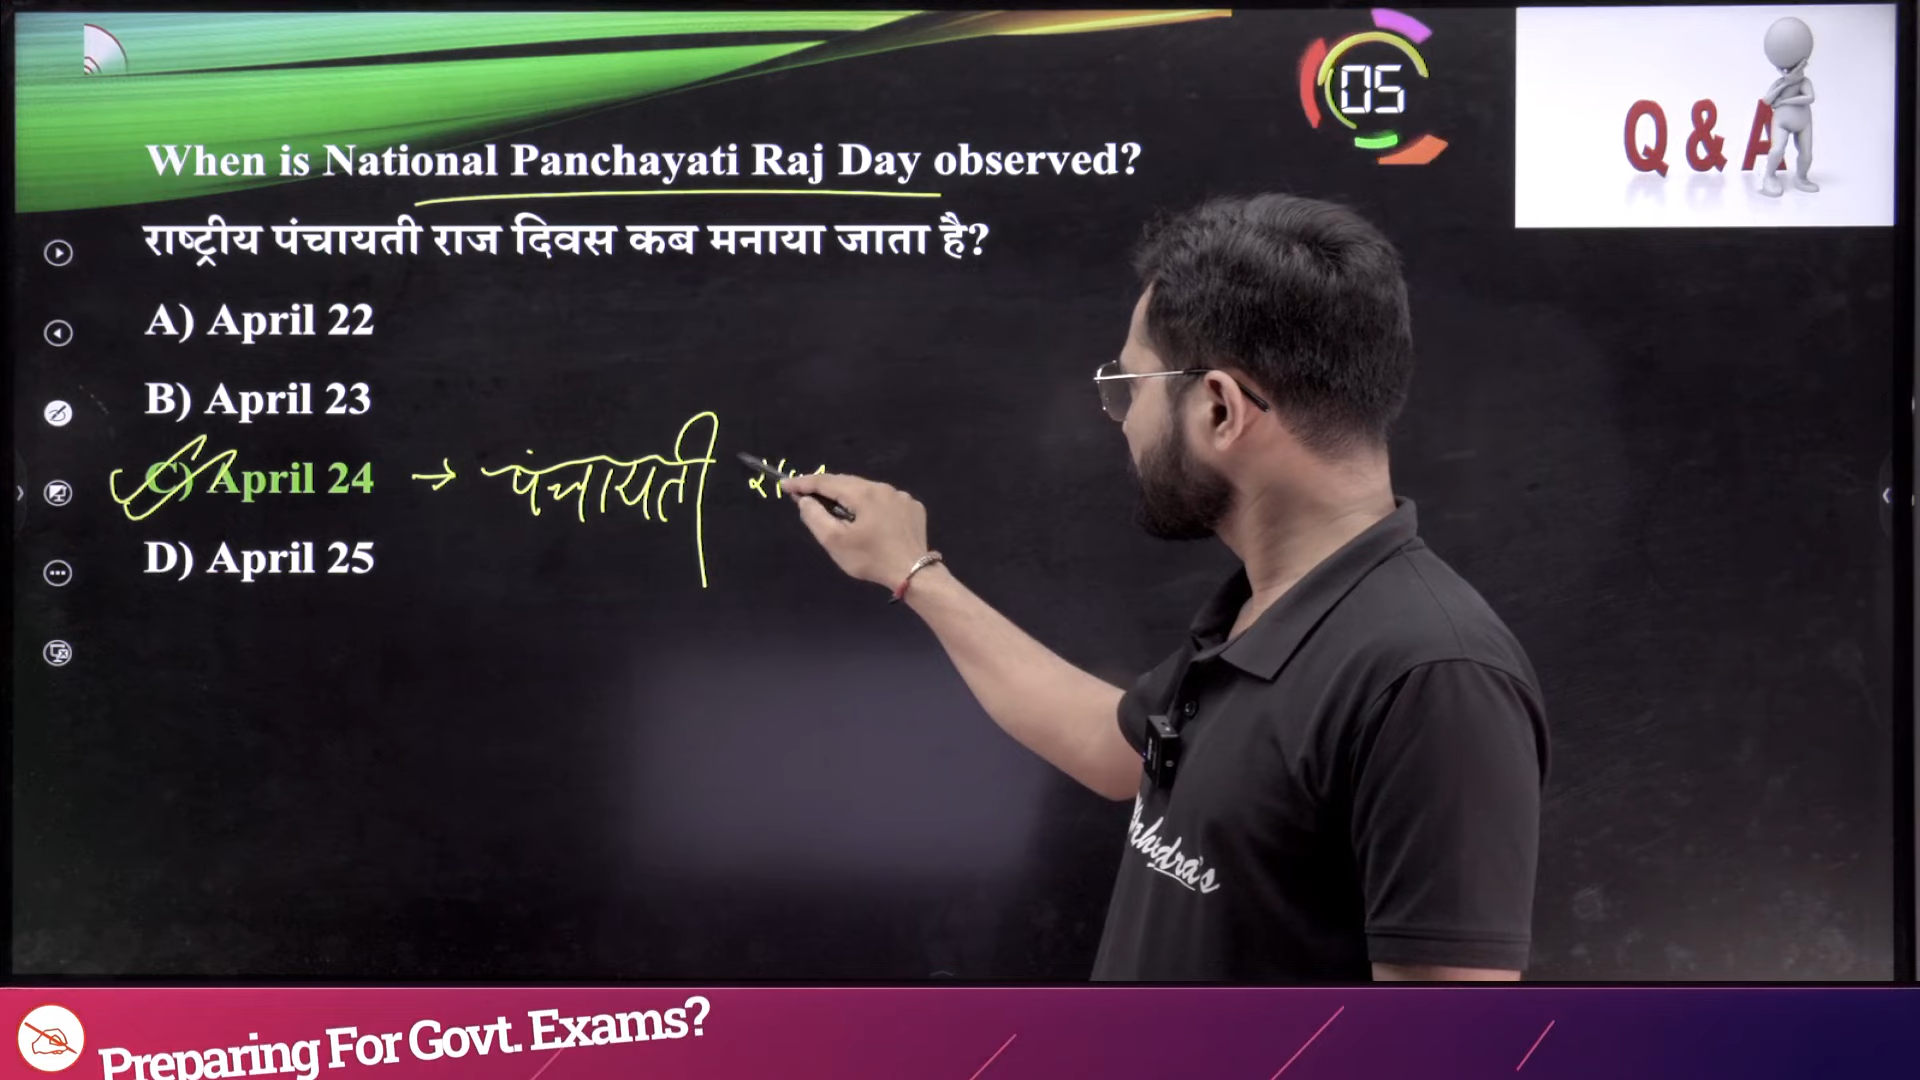 05
Q & A
When is National Panchayati Raj Day observed?
राष्ट्रीय पंचायती राज दिवस कब मनाया जाता है?
A) April 22
B) April 23
C) April 24 → पंचायती
D) April 25
Preparing For Govt. Exams?